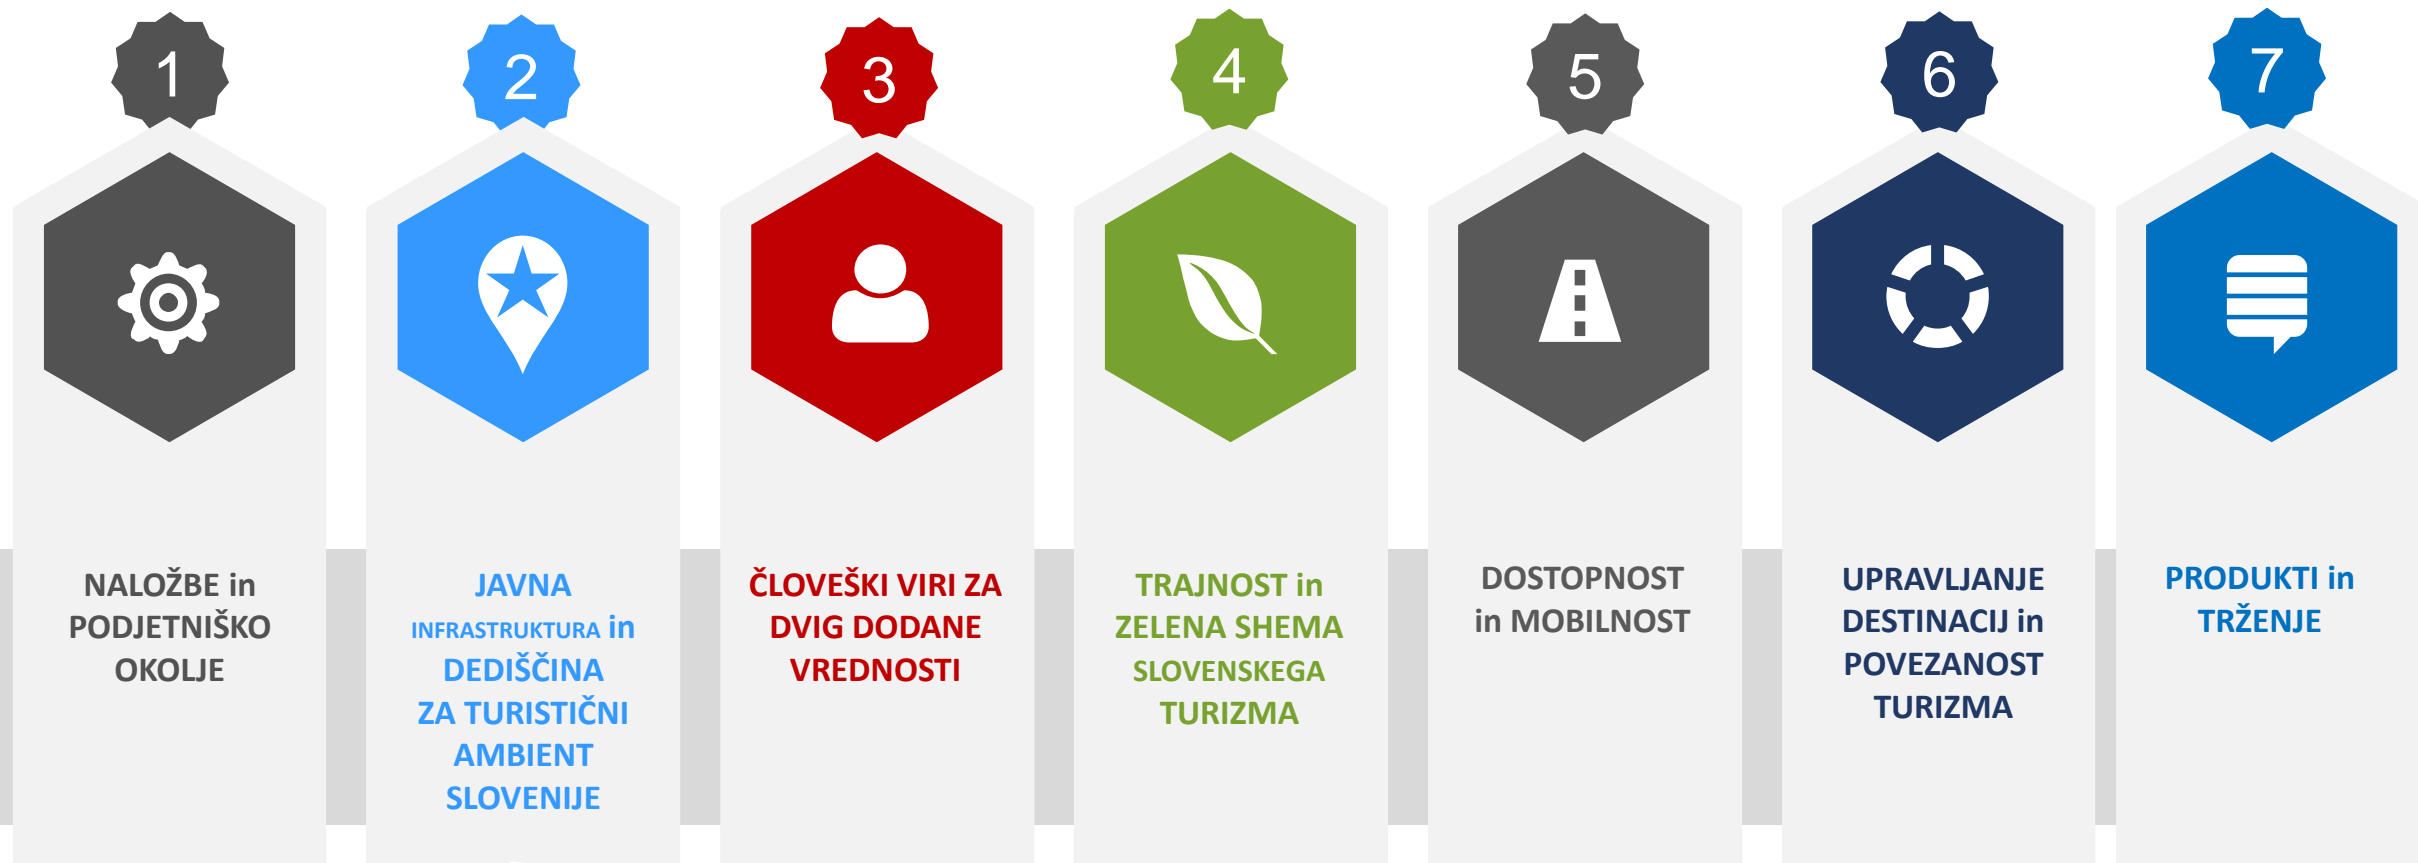 1
NALOŽBE in
PODJETNIŠKO
OKOLJE
2
JAVNA
INFRASTRUKTURA in
DEDIŠČINA
ZA TURISTIČNI
AMBIENT
SLOVENIJE
3
ČLOVEŠKI VIRI ZA
DVIG DODANE
VREDNOSTI
4
TRAJNOST in
ZELENA SHEMA
SLOVENSKEGA
TURIZMA
5
DOSTOPNOST
in MOBILNOST
6
UPRAVLJANJE
DESTINACIJ in
POVEZANOST
TURIZMA
7
PRODUKTI in
TRŽENJE